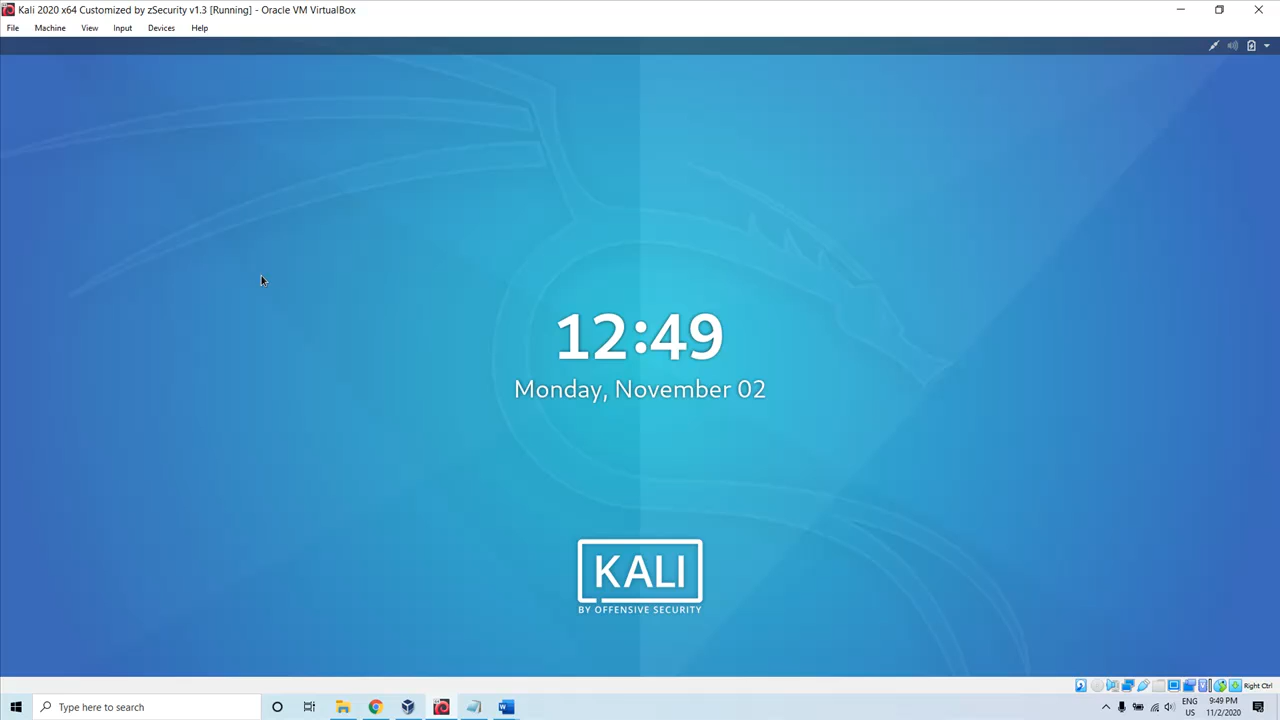 Kali 2020 x64 Customized by zSecurity v1.3 [Running] - Oracle VM VirtualBox
File Machine View Input Devices Help
12:49
Monday, November 02
KALI
BY OFFENSIVE SECURITY
Right Ctrl
Type here to search
ENG
US
9:49 PM
11/2/2020